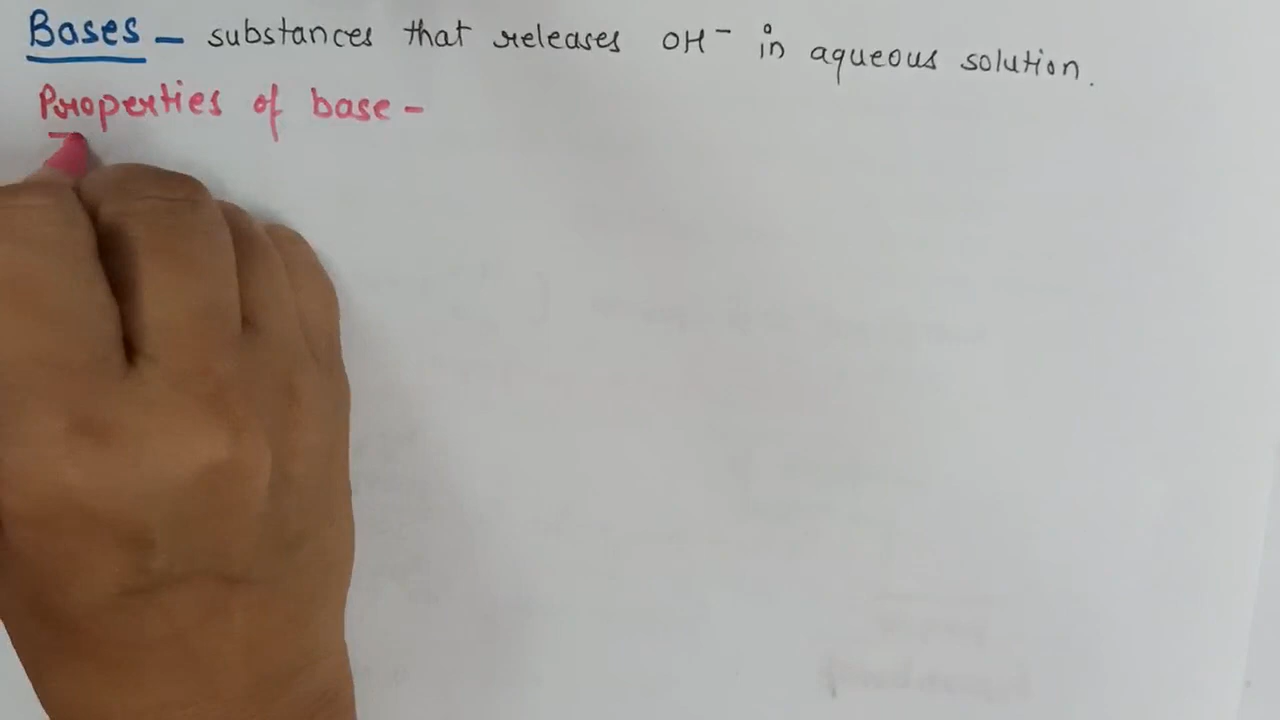 Bases - substances that releases OH⁻ in aqueous solution.
Properties of base -